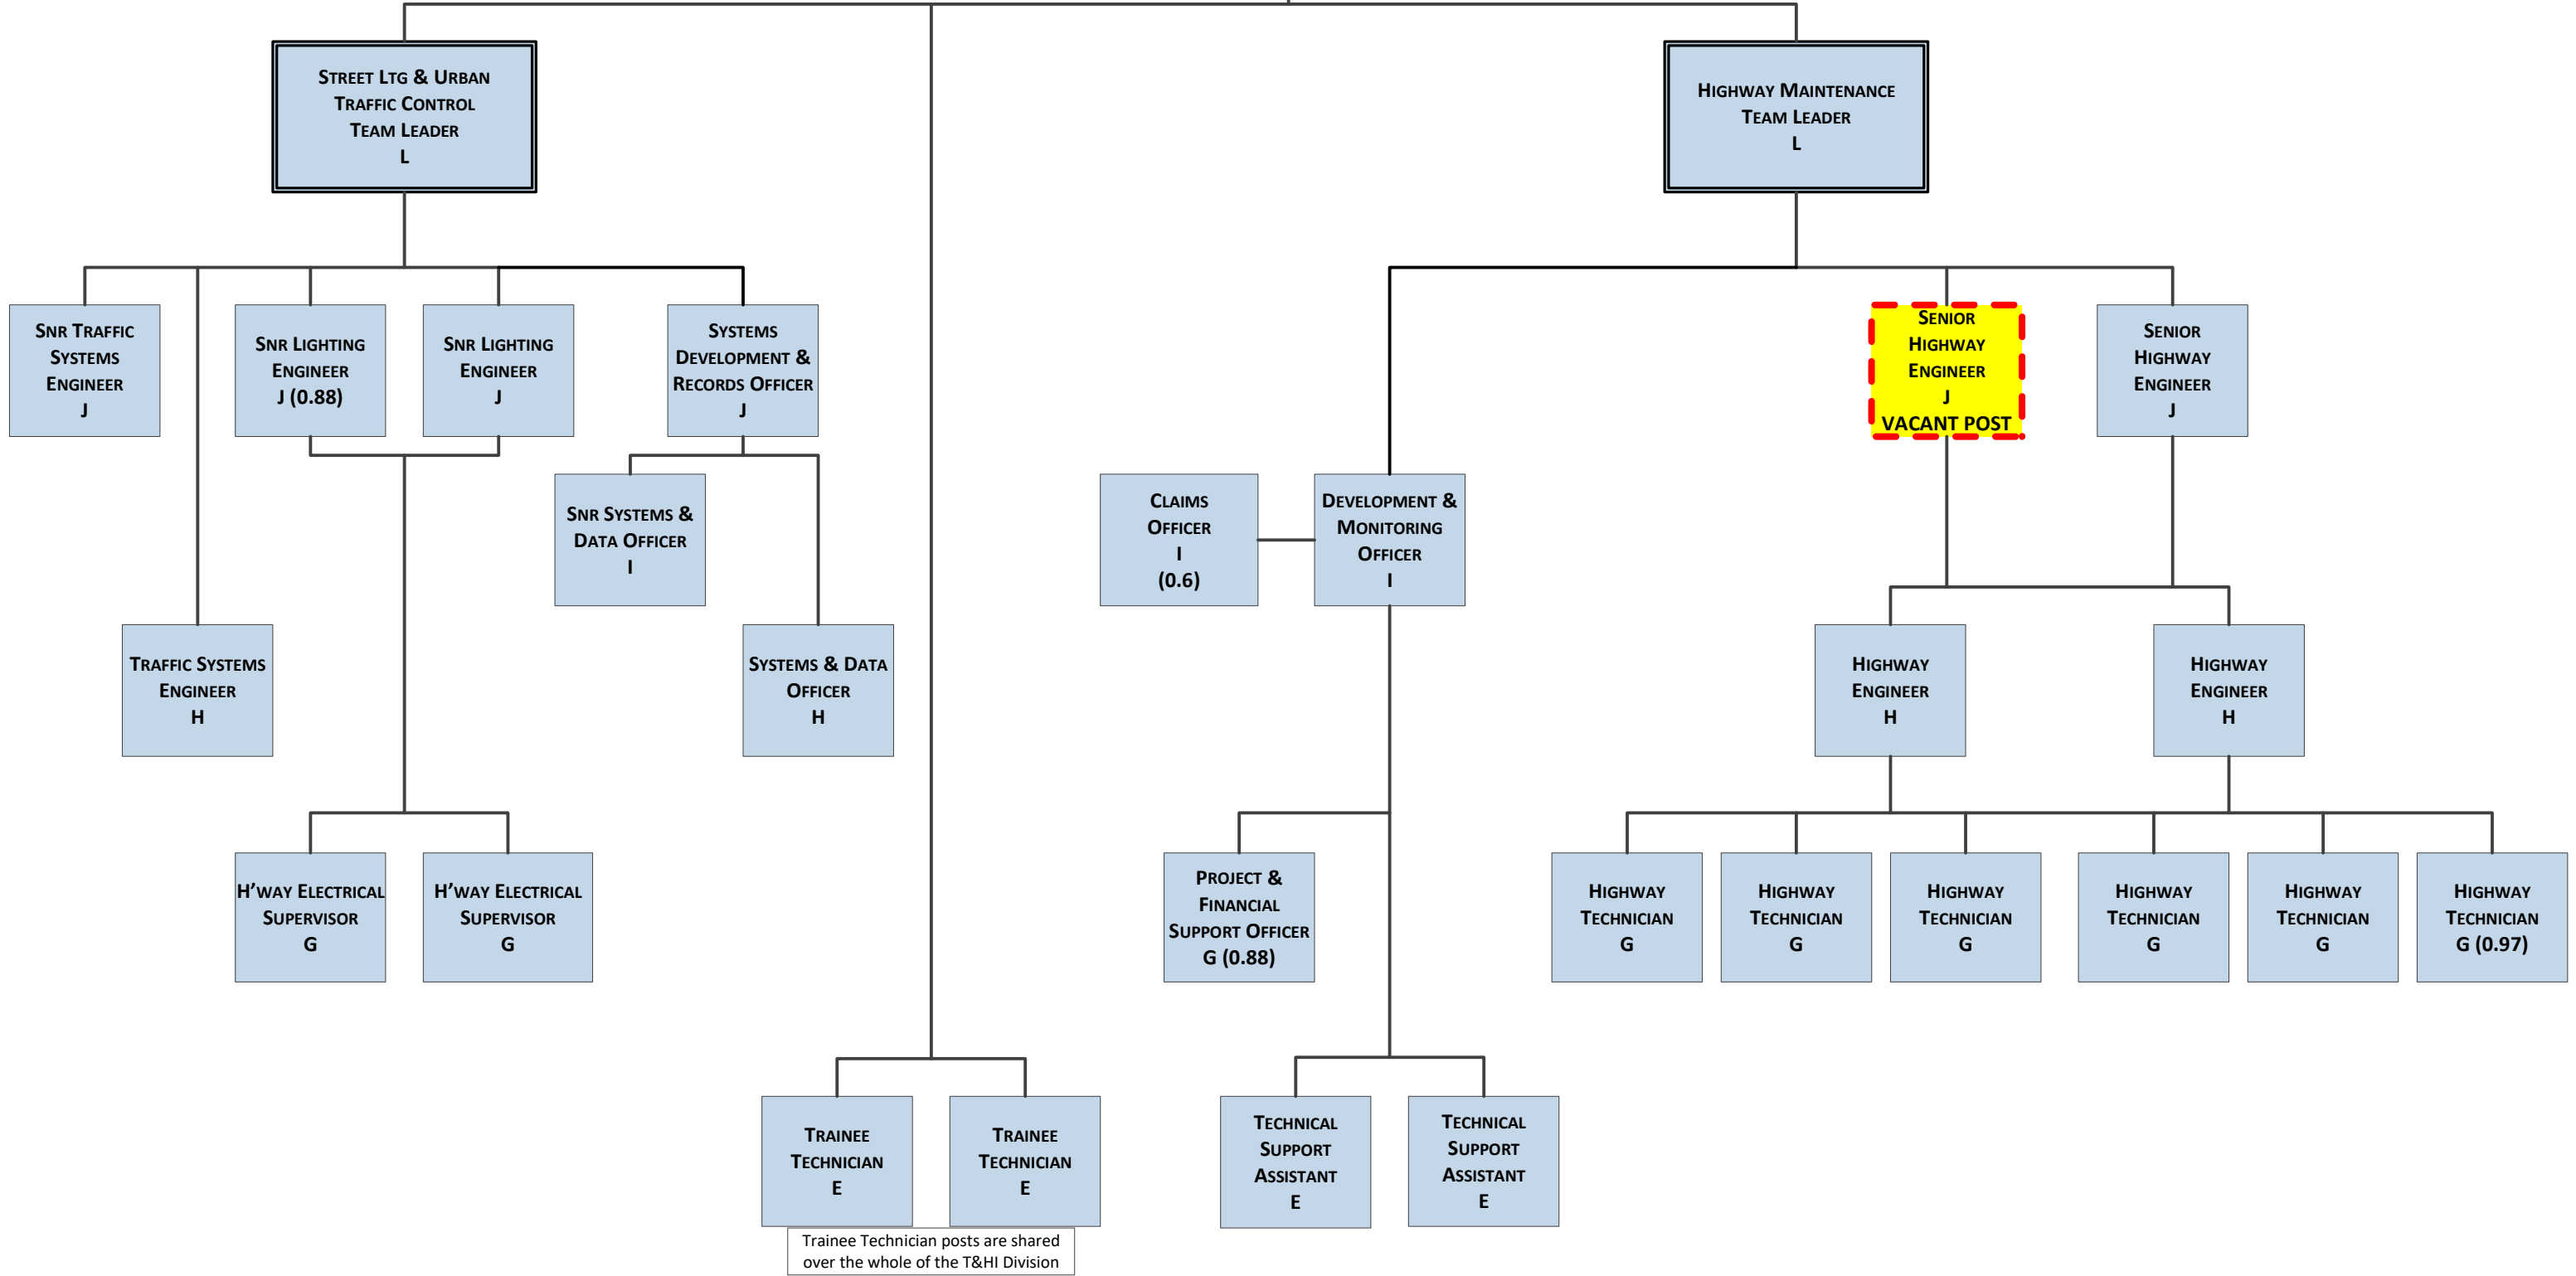 STREET LTG & URBAN
TRAFFIC CONTROL
TEAM LEADER
L
HIGHWAY MAINTENANCE
TEAM LEADER
L
SNR TRAFFIC
SYSTEMS
ENGINEER
J
SNR LIGHTING
ENGINEER
J (0.88)
SNR LIGHTING
ENGINEER
J
SYSTEMS
DEVELOPMENT &
RECORDS OFFICER
J
SENIOR
HIGHWAY
ENGINEER
J
VACANT POST
SENIOR
HIGHWAY
ENGINEER
J
SNR SYSTEMS &
DATA OFFICER
I
CLAIMS
OFFICER
I
(0.6)
DEVELOPMENT &
MONITORING
OFFICER
I
TRAFFIC SYSTEMS
ENGINEER
H
SYSTEMS & DATA
OFFICER
H
HIGHWAY
ENGINEER
H
HIGHWAY
ENGINEER
H
H'WAY ELECTRICAL
SUPERVISOR
G
H'WAY ELECTRICAL
SUPERVISOR
G
PROJECT &
FINANCIAL
SUPPORT OFFICER
G (0.88)
HIGHWAY
TECHNICIAN
G
HIGHWAY
TECHNICIAN
G
HIGHWAY
TECHNICIAN
G
HIGHWAY
TECHNICIAN
G
HIGHWAY
TECHNICIAN
G
HIGHWAY
TECHNICIAN
G (0.97)
TRAINEE
TECHNICIAN
E
TRAINEE
TECHNICIAN
E
TECHNICAL
SUPPORT
ASSISTANT
E
TECHNICAL
SUPPORT
ASSISTANT
E
Trainee Technician posts are shared
over the whole of the T&HI Division